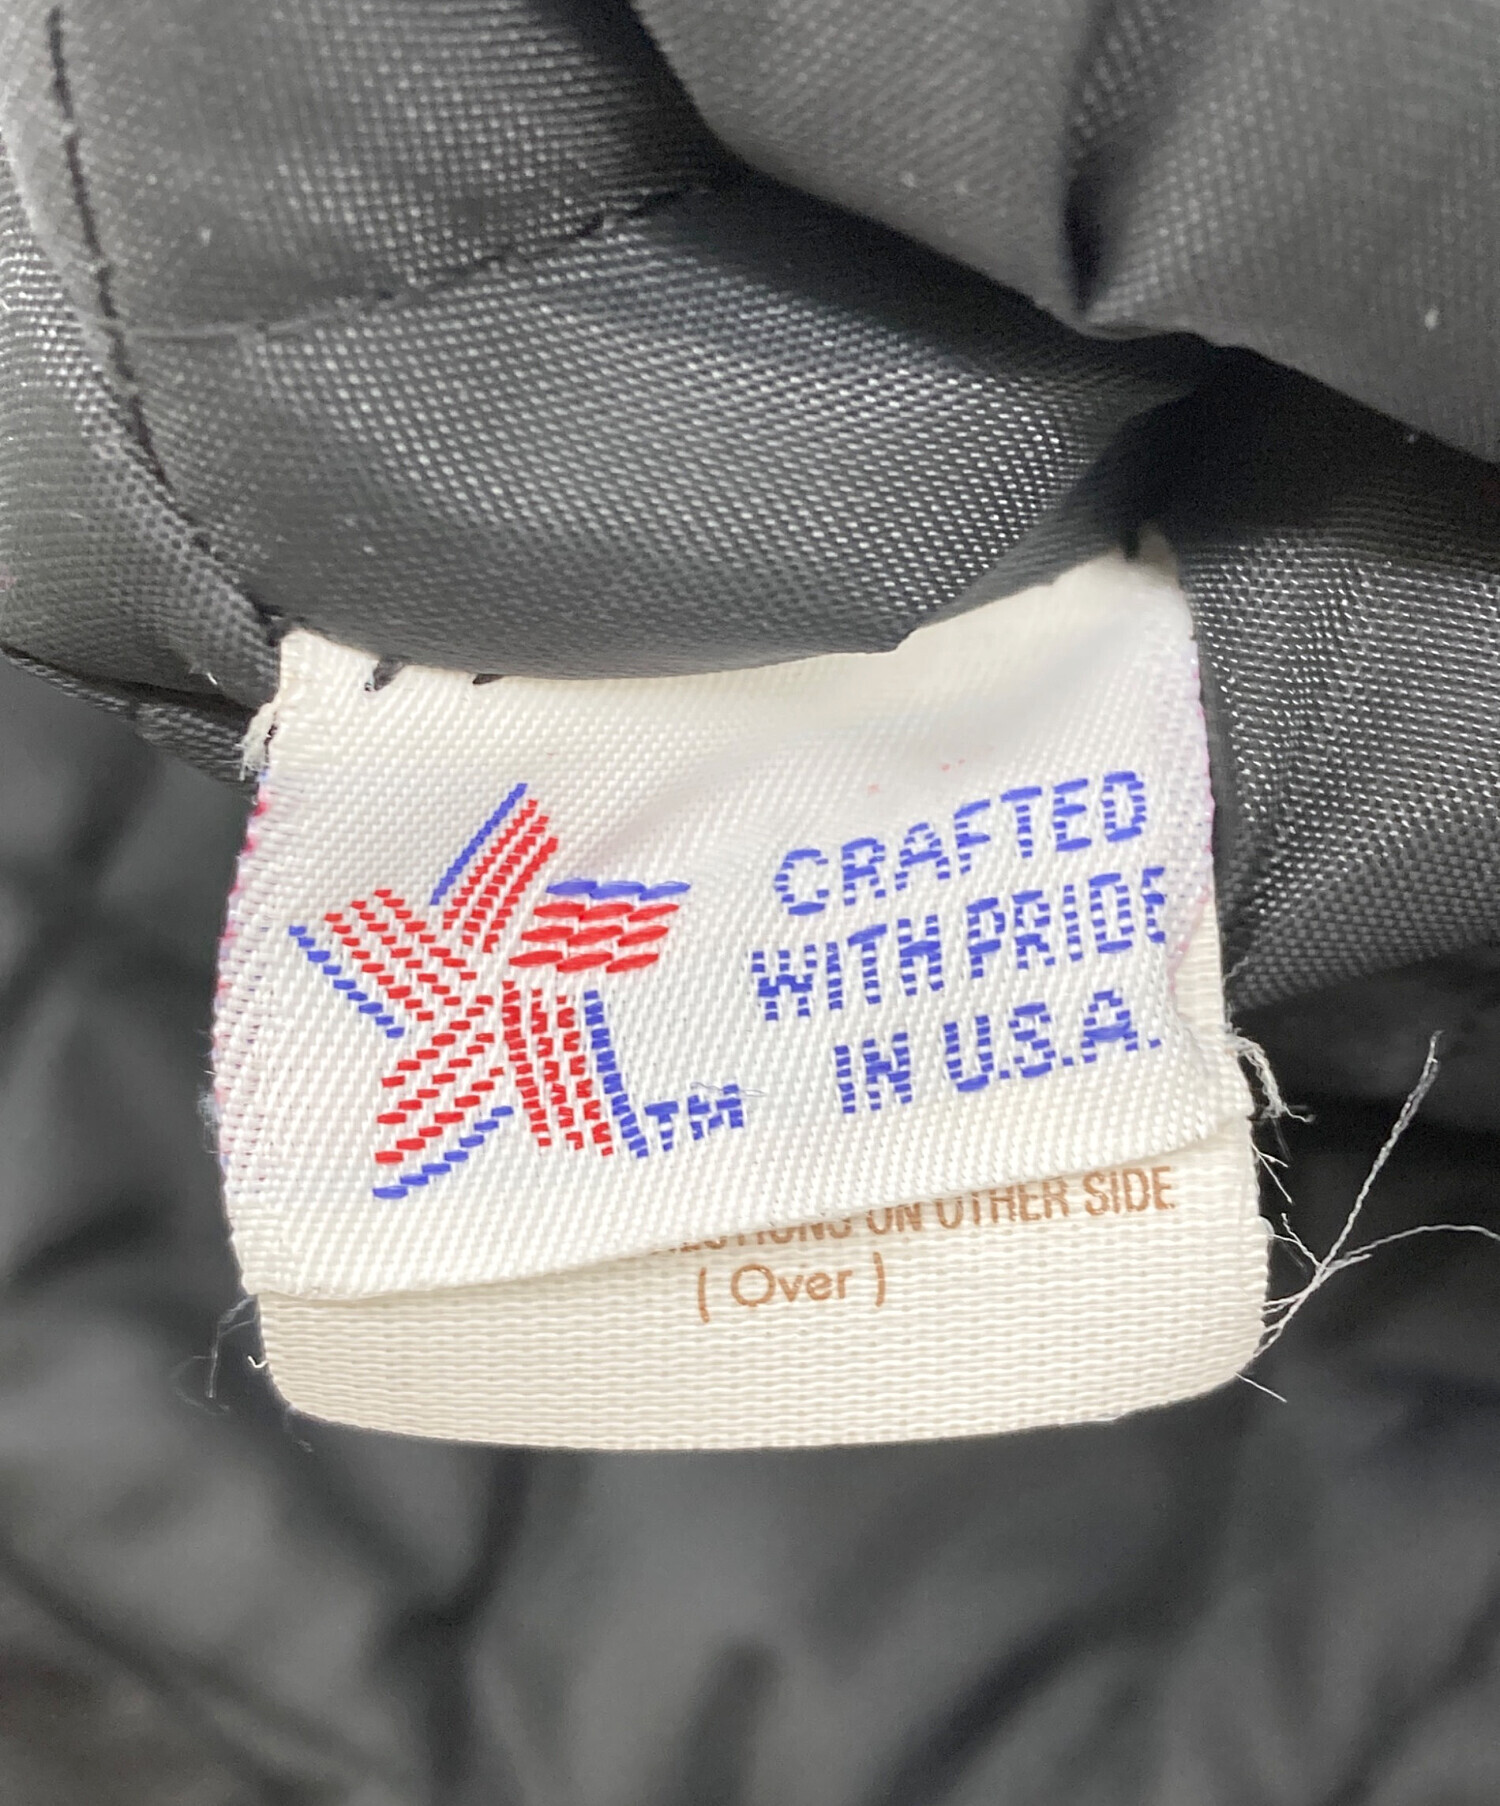 CRAFTED
WITH PRIDE
IN U.S.A.
TM
ON OTHER SIDE
( Over )